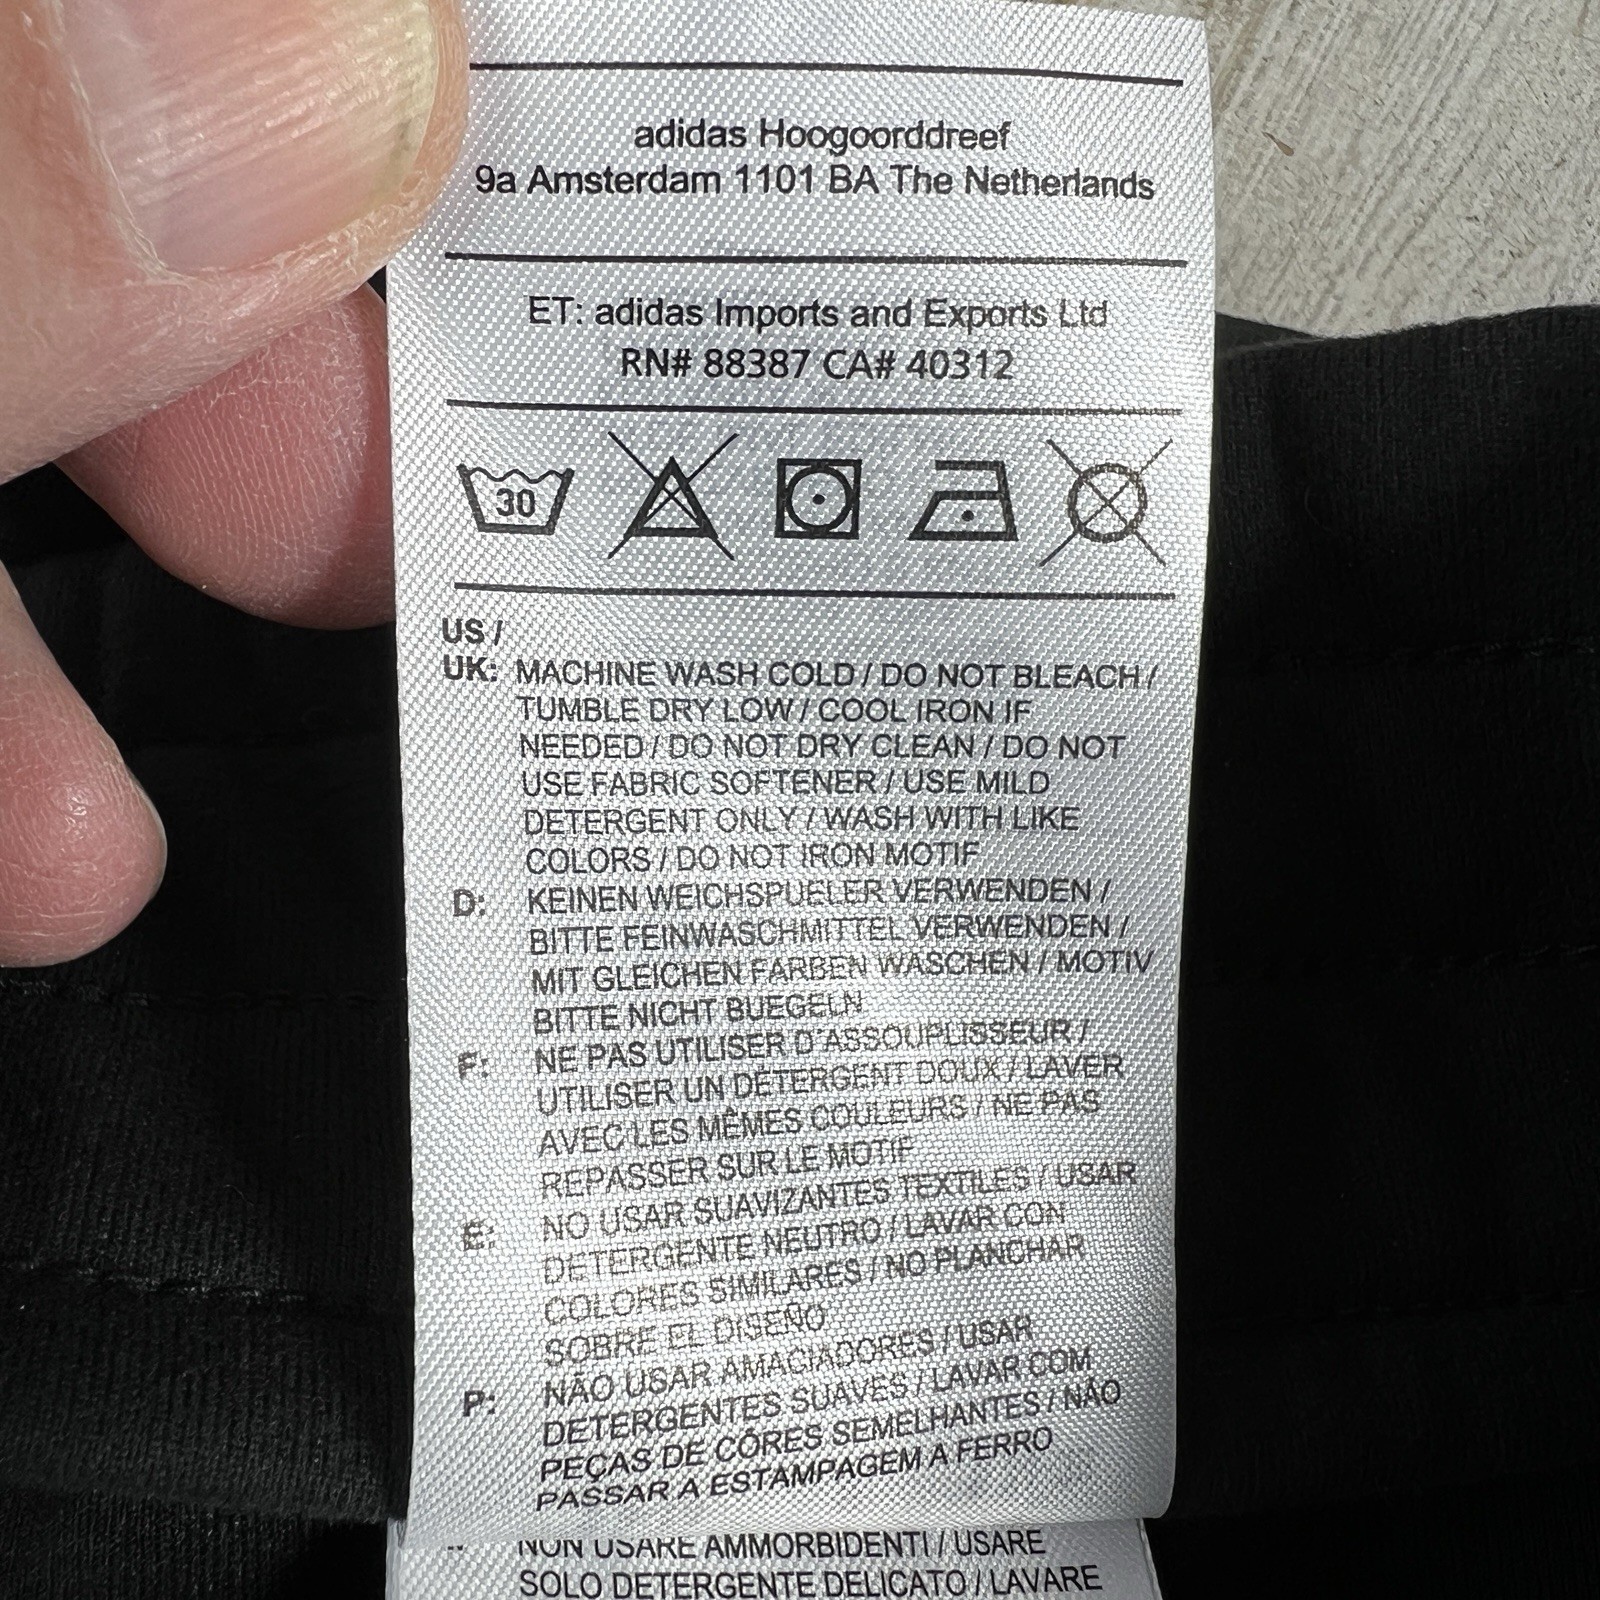 adidas Hoogoorddreef
9a Amsterdam 1101 BA The Netherlands
ET: adidas Imports and Exports Ltd
RN# 88387 CA# 40312
30
US /
UK: MACHINE WASH COLD / DO NOT BLEACH /
TUMBLE DRY LOW / COOL IRON IF
NEEDED / DO NOT DRY CLEAN / DO NOT
USE FABRIC SOFTENER / USE MILD
DETERGENT ONLY / WASH WITH LIKE
COLORS / DO NOT IRON MOTIF
D: KEINEN WEICHSPUELER VERWENDEN /
BITTE FEINWASCHMITTEL VERWENDEN /
MIT GLEICHEN FARBEN WASCHEN / MOTIV
BITTE NICHT BUEGELN
F: NE PAS UTILISER D'ASSOUPLISSEUR /
UTILISER UN DÉTERGENT DOUX / LAVER
AVEC LES MÊMES COULEURS / NE PAS
REPASSER SUR LE MOTIF
E: NO USAR SUAVIZANTES TEXTILES / USAR
DETERGENTE NEUTRO / LAVAR CON
COLORES SIMILARES / NO PLANCHAR
SOBRE EL DISEÑO
P: NÃO USAR AMACIADORES / USAR
DETERGENTES SUAVES / LAVAR COM
PEÇAS DE CÔRES SEMELHANTES / NÃO
PASSAR A ESTAMPAGEM A FERRO
NON USARE AMMORBIDENTI / USARE
SOLO DETERGENTE DELICATO / LAVARE